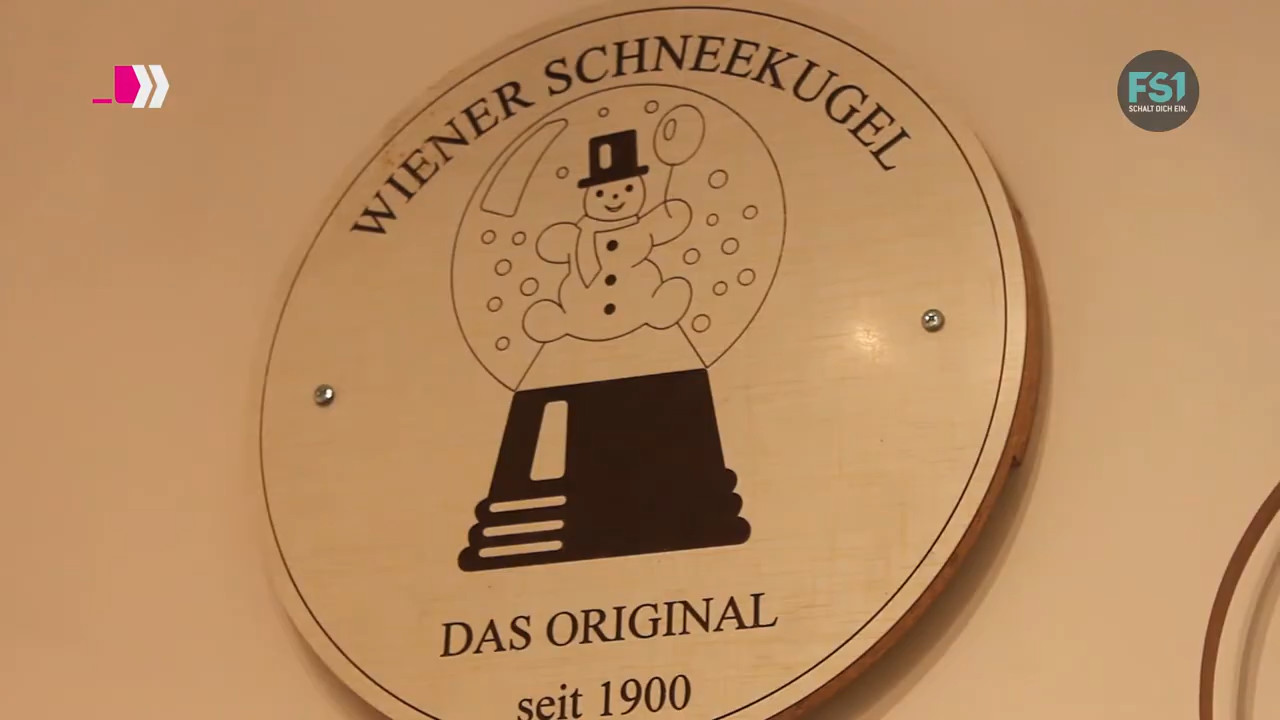 FS1
SCHALT DICH EIN.
WIENER SCHNEEKUGEL
DAS ORIGINAL
seit 1900